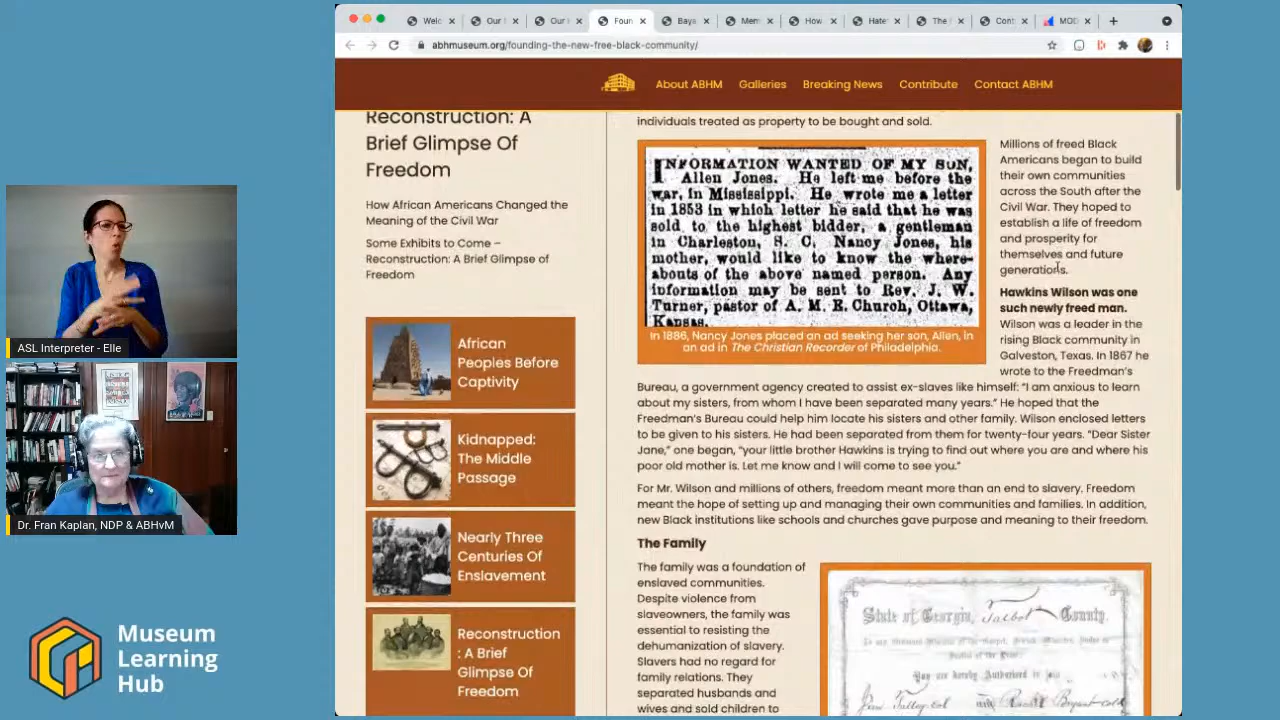 Welc
Our
Our
Foun
Baya
Mem
How
Hate
The
Cont
MOD
abhmuseum.org/founding-the-new-free-black-community/
About ABHM
Galleries
Breaking News
Contribute
Contact ABHM
Reconstruction: A
Brief Glimpse Of
Freedom
How African Americans Changed the
Meaning of the Civil War
Some Exhibits to Come –
Reconstruction: A Brief Glimpse of
Freedom
African
Peoples Before
Captivity
Kidnapped:
The Middle
Passage
Nearly Three
Centuries Of
Enslavement
Reconstruction
: A Brief
Glimpse Of
Freedom
individuals treated as property to be bought and sold.
INFORMATION WANTED OF MY SON,
Allen Jones. He left me before the
war, in Mississippi. He wrote me a letter
in 1853 in which letter he said that he was
sold to the highest bidder, a gentleman
in Charleston, S. C. Nancy Jones, his
mother, would like to know the where-
abouts of the above named person. Any
information may be sent to Rev. J. W.
Turner, pastor of A. M. E. Church, Ottawa,
Kansas.
In 1886, Nancy Jones placed an ad seeking her son, Allen, in
an ad in The Christian Recorder of Philadelphia.
Millions of freed Black
Americans began to build
their own communities
across the South after the
Civil War. They hoped to
establish a life of freedom
and prosperity for
themselves and future
generations.
Hawkins Wilson was one
such newly freed man.
Wilson was a leader in the
rising Black community in
Galveston, Texas. In 1867 he
wrote to the Freedman's
Bureau, a government agency created to assist ex-slaves like himself: "I am anxious to learn
about my sisters, from whom I have been separated many years." He hoped that the
Freedman's Bureau could help him locate his sisters and other family. Wilson enclosed letters
to be given to his sisters. He had been separated from them for twenty-four years. "Dear Sister
Jane," one began, "your little brother Hawkins is trying to find out where you are and where his
poor old mother is. Let me know and I will come to see you."
For Mr. Wilson and millions of others, freedom meant more than an end to slavery. Freedom
meant the hope of setting up and managing their own communities and families. In addition,
new Black institutions like schools and churches gave purpose and meaning to their freedom.
The Family
The family was a foundation of
enslaved communities.
Despite violence from
slaveowners, the family was
essential to resisting the
dehumanization of slavery.
Slavers had no regard for
family relations. They
separated husbands and
wives and sold children to
State of Georgia, Talbot County.
You are hereby Authorized to join
ASL Interpreter - Elle
Dr. Fran Kaplan, NDP & ABHvM
Museum
Learning
Hub